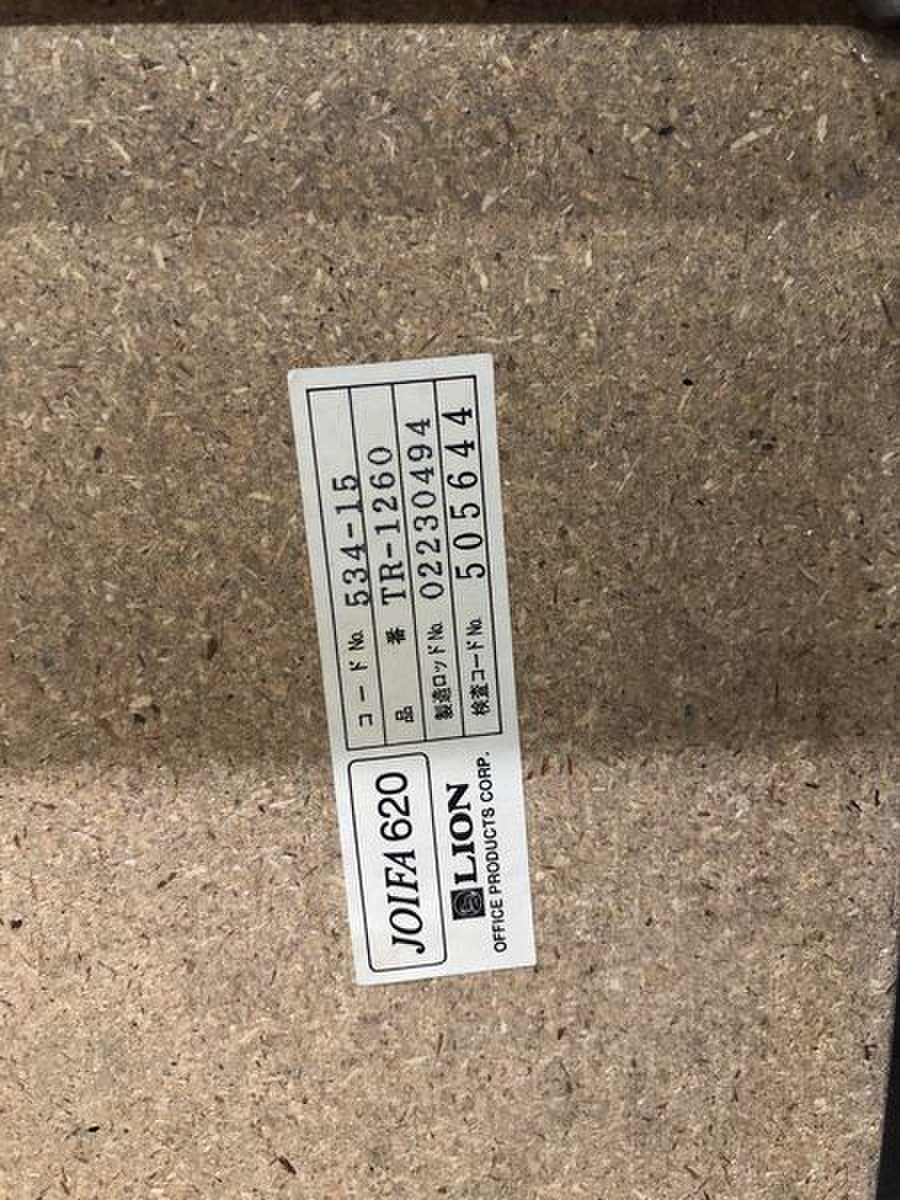 JOIFA 620
LION
OFFICE PRODUCTS CORP.
コードNo. 534-15
品番 TR-1260
製造ロッドNo. 02230494
検査コードNo. 505644